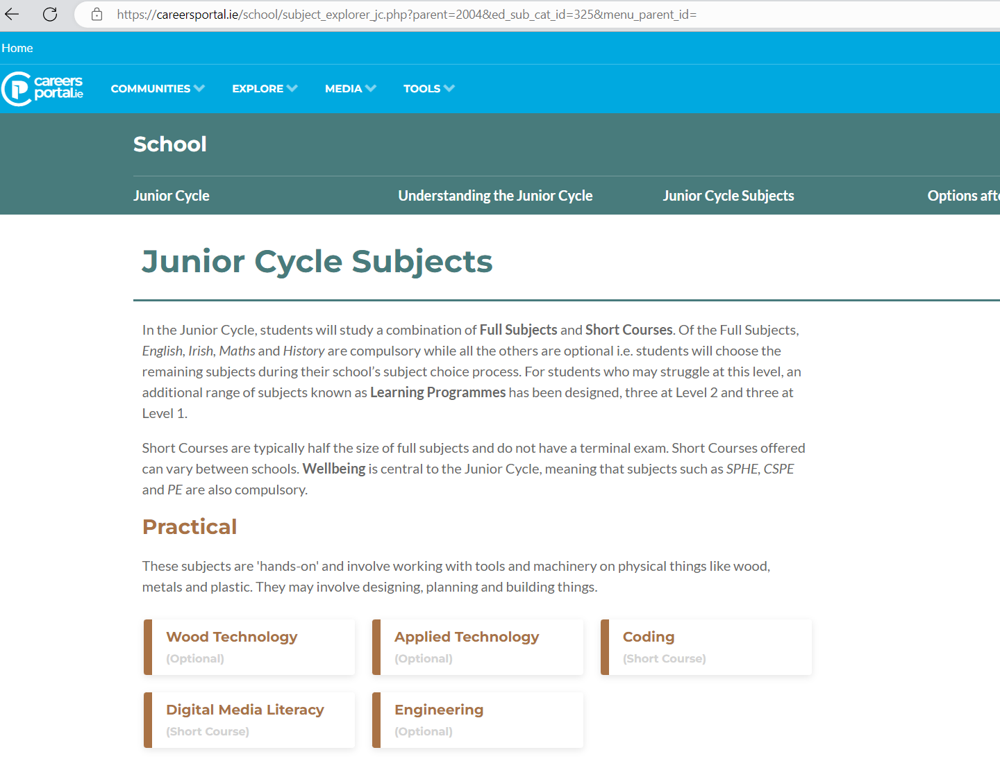 https://careersportal.ie/school/subject_explorer_jc.php?parent=2004&ed_sub_cat_id=325&menu_parent_id=
Home
careers
portal.ie
COMMUNITIES
EXPLORE
MEDIA
TOOLS
School
Junior Cycle
Understanding the Junior Cycle
Junior Cycle Subjects
Options afte
Junior Cycle Subjects
In the Junior Cycle, students will study a combination of Full Subjects and Short Courses. Of the Full Subjects,
English, Irish, Maths and History are compulsory while all the others are optional i.e. students will choose the
remaining subjects during their school’s subject choice process. For students who may struggle at this level, an
additional range of subjects known as Learning Programmes has been designed, three at Level 2 and three at
Level 1.
Short Courses are typically half the size of full subjects and do not have a terminal exam. Short Courses offered
can vary between schools. Wellbeing is central to the Junior Cycle, meaning that subjects such as SPHE, CSPE
and PE are also compulsory.
Practical
These subjects are 'hands-on' and involve working with tools and machinery on physical things like wood,
metals and plastic. They may involve designing, planning and building things.
Wood Technology
(Optional)
Applied Technology
(Optional)
Coding
(Short Course)
Digital Media Literacy
(Short Course)
Engineering
(Optional)